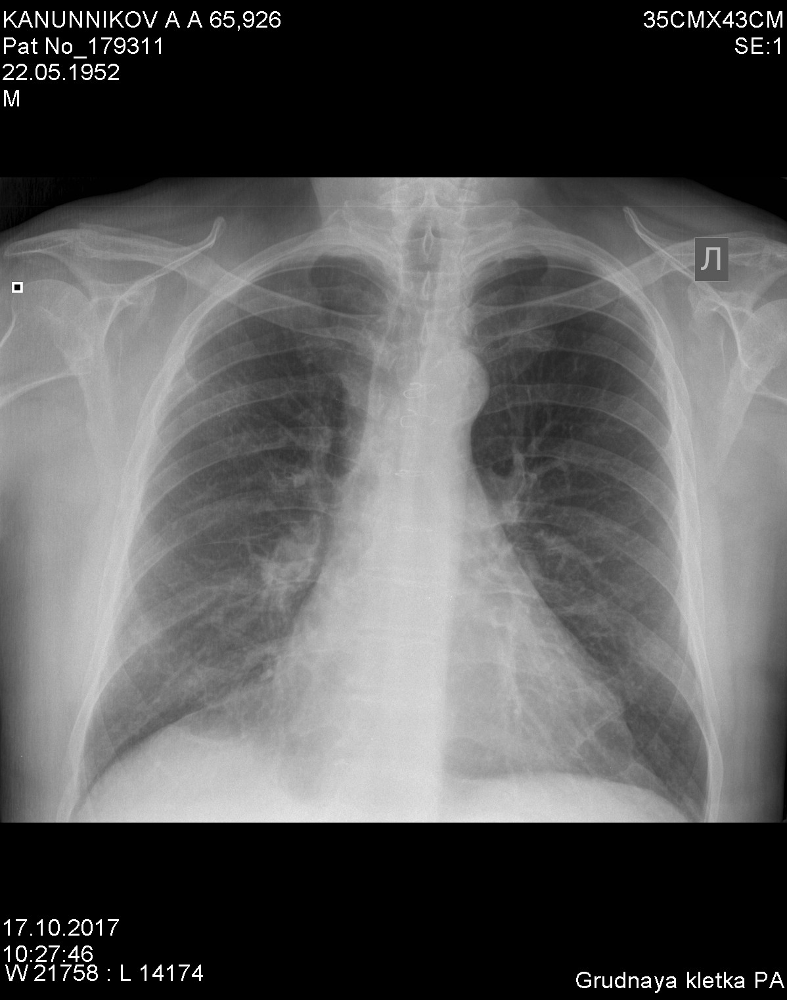 KANUNNIKOV A A 65,926
Pat No_179311
22.05.1952
M
35CMX43CM
SE:1
Л
17.10.2017
10:27:46
W 21758 : L 14174
Grudnaya kletka PA